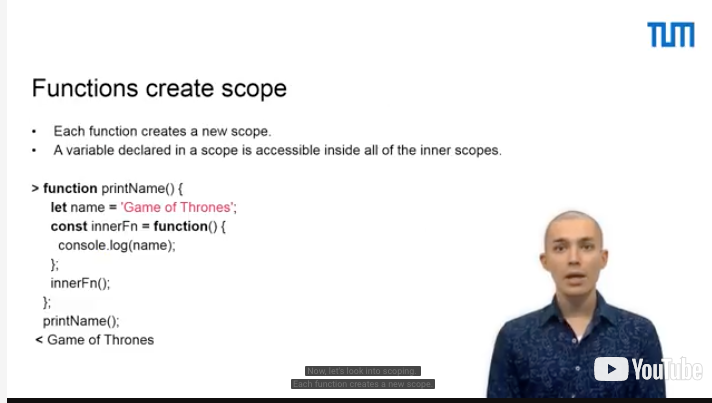 TUM
Functions create scope
• Each function creates a new scope.
• A variable declared in a scope is accessible inside all of the inner scopes.
> function printName() {
let name = 'Game of Thrones';
const innerFn = function() {
console.log(name);
};
innerFn();
};
printName();
< Game of Thrones
Now, let's look into scoping.
Each function creates a new scope.
YouTube